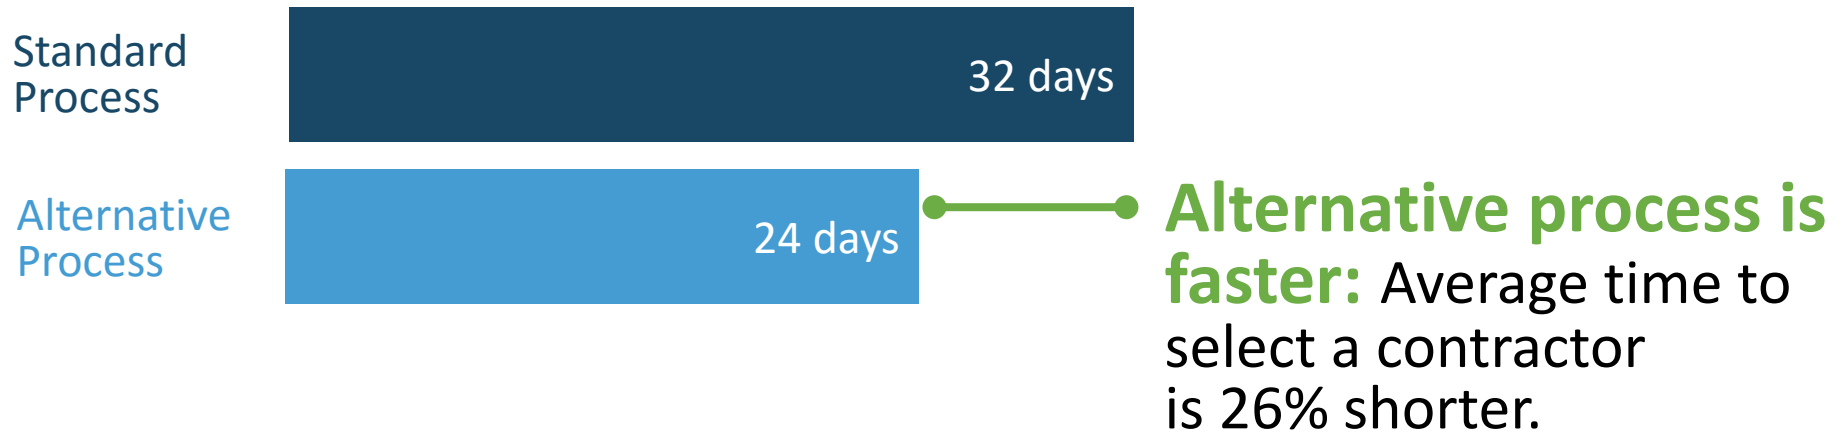 Standard
Process
32 days
Alternative
Process
24 days
Alternative process is
faster: Average time to
select a contractor
is 26% shorter.